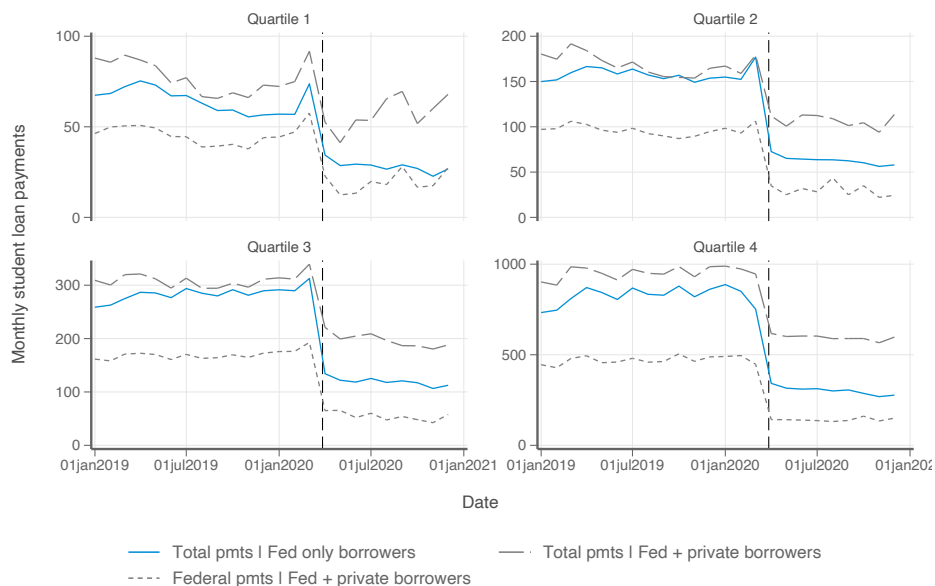 Quartile 1
Quartile 2
100
50
0
200
150
100
50
0
Quartile 3
Quartile 4
300
200
100
0
1000
500
0
01jan2019
01jul2019
01jan2020
01jul2020
01jan2021
01jan2019
01jul2019
01jan2020
01jul2020
01jan202
Monthly student loan payments
Date
Total pmts | Fed only borrowers
Total pmts | Fed + private borrowers
Federal pmts | Fed + private borrowers